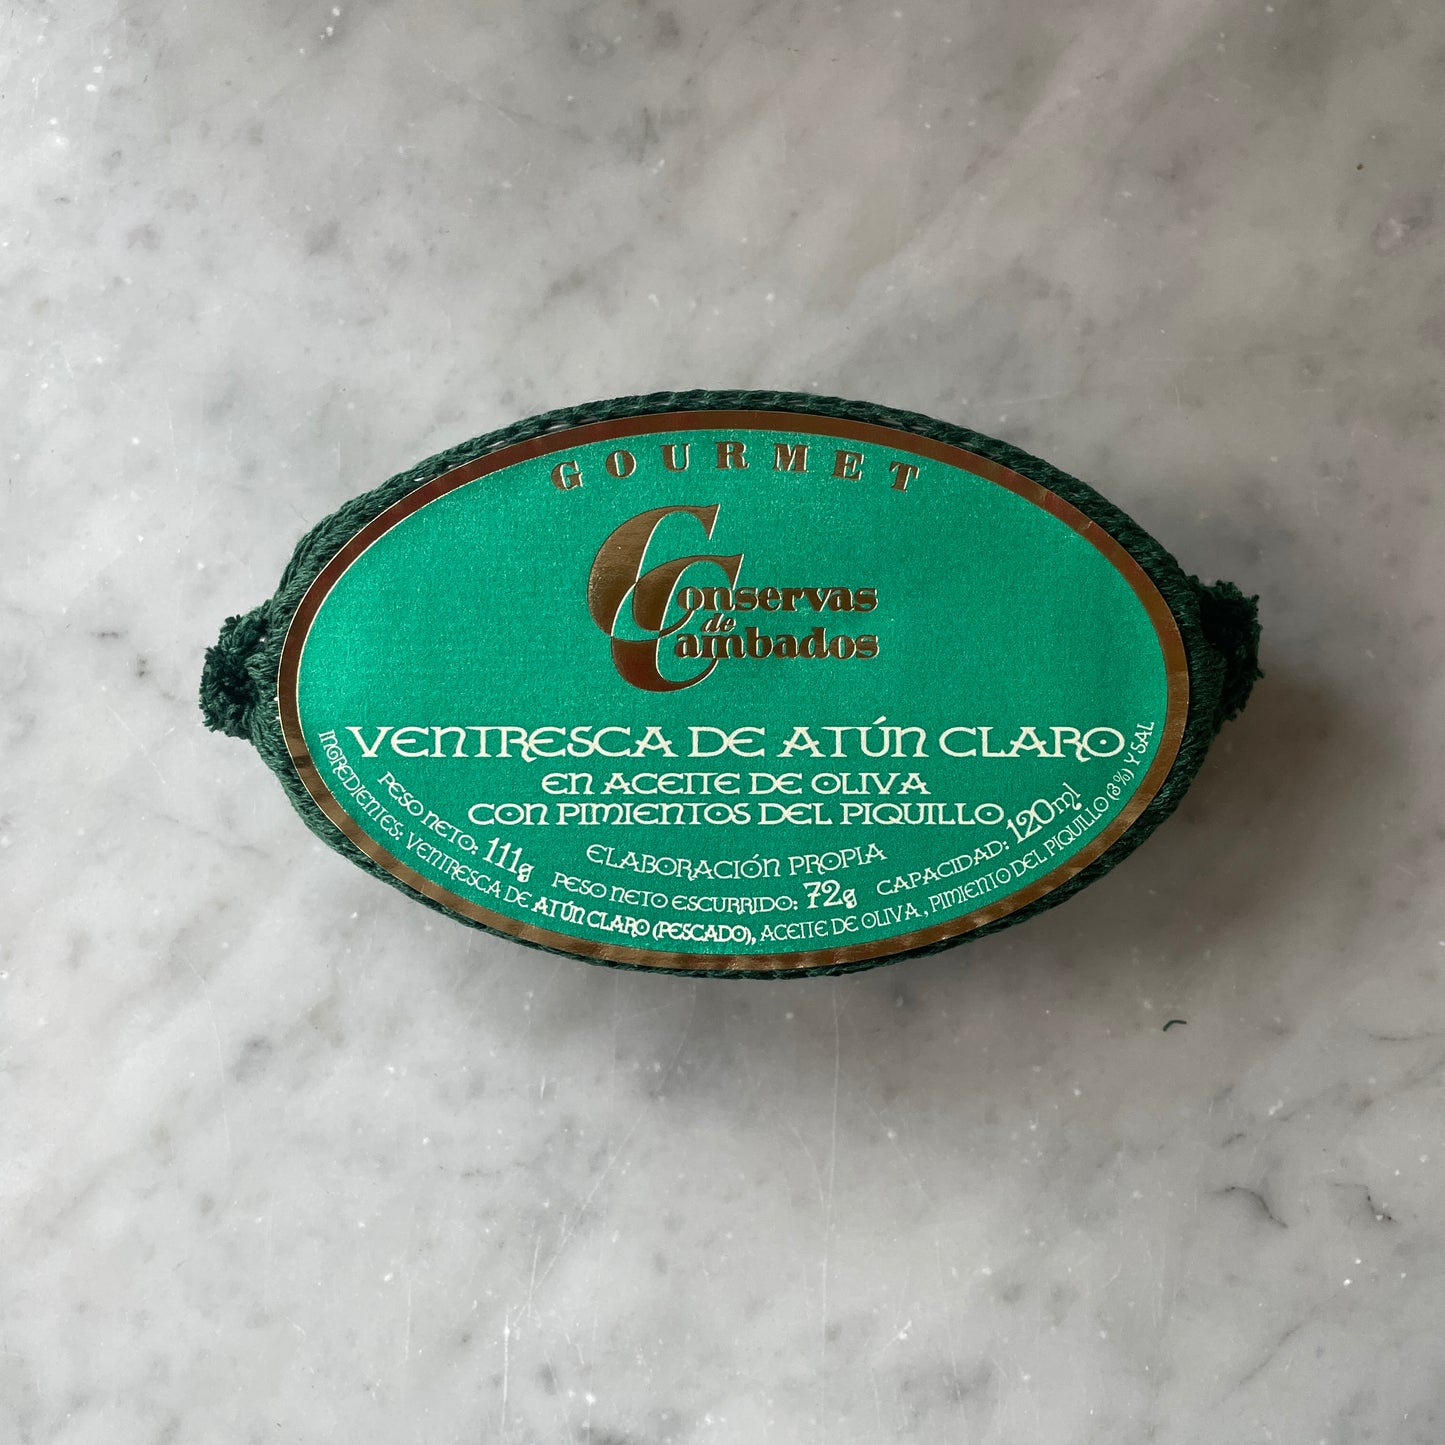 GOURMET
Conservas
de
Cambados
VENTRESCA DE ATÚN CLARO
EN ACEITE DE OLIVA
CON PIMIENTOS DEL PIQUILLO
ELABORACIÓN PROPIA
PESO NETO: 111g
PESO NETO ESCURRIDO: 72g
CAPACIDAD: 120ml
INGREDIENTES: VENTRESCA DE ATÚN CLARO (PESCADO), ACEITE DE OLIVA, PIMIENTO DEL PIQUILLO (8%) Y SAL